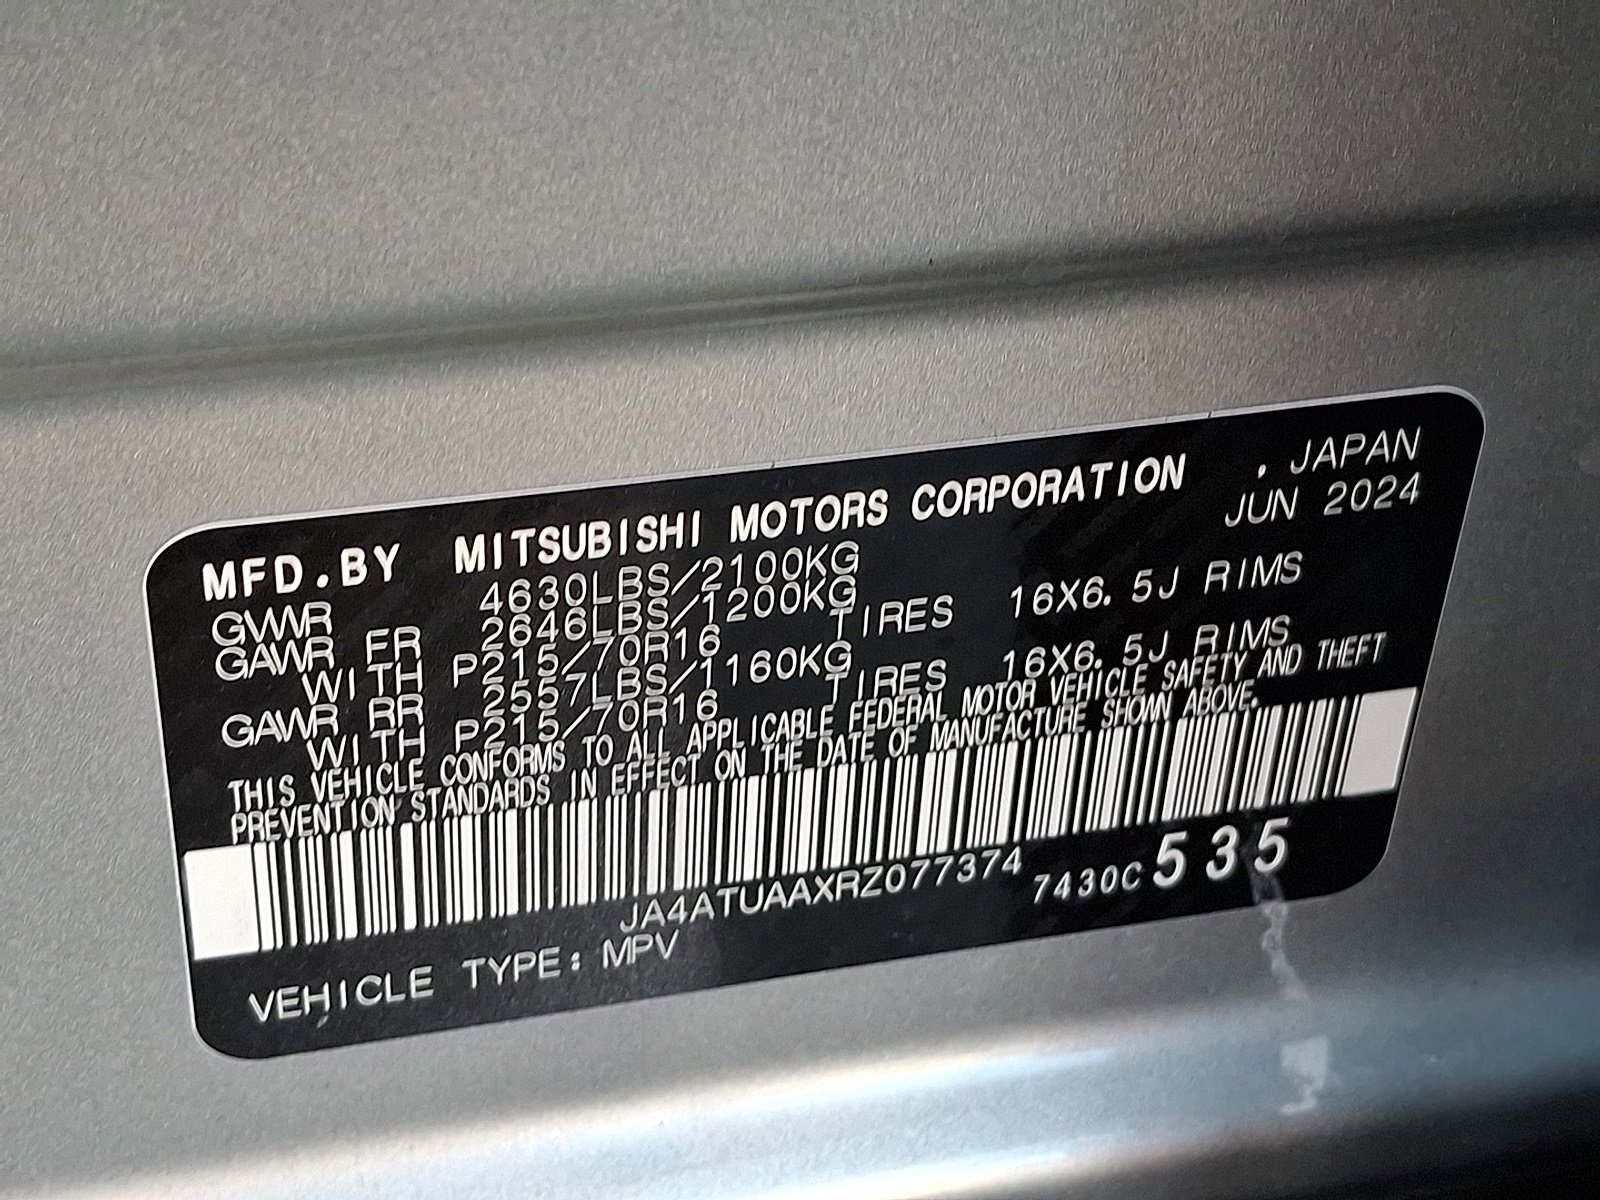 MFD.BY MITSUBISHI MOTORS CORPORATION . JAPAN
GVWR 4630LBS/2100KG JUN 2024
GAWR FR 2646LBS/1200KG
WITH P215/70R16 TIRES 16X6.5J RIMS
GAWR RR 2557LBS/1160KG
WITH P215/70R16 TIRES 16X6.5J RIMS
THIS VEHICLE CONFORMS TO ALL APPLICABLE FEDERAL MOTOR VEHICLE SAFETY AND THEFT
PREVENTION STANDARDS IN EFFECT ON THE DATE OF MANUFACTURE SHOWN ABOVE.
JA4ATUAAXRZ077374 7430C 535
VEHICLE TYPE: MPV